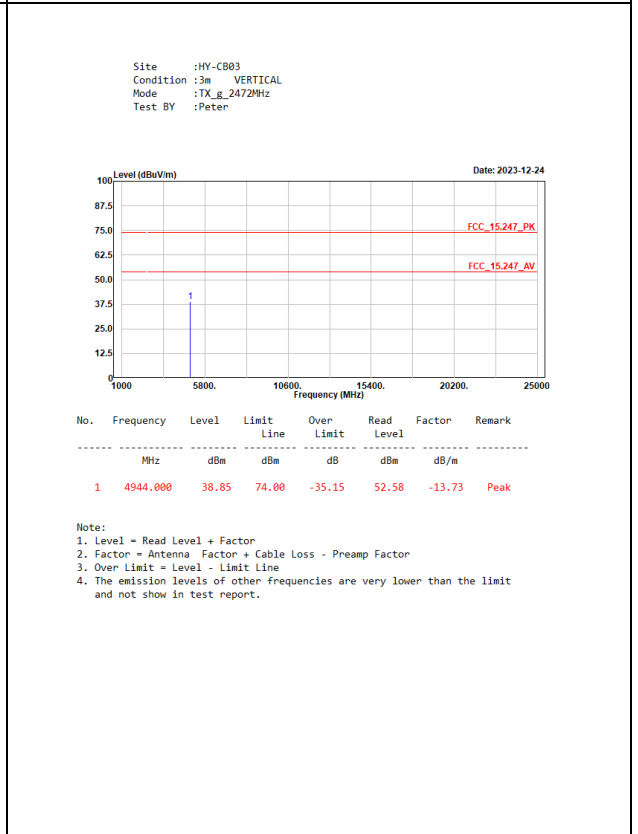 Site :HY-CB03
Condition :3m VERTICAL
Mode :TX_g_2472MHz
Test BY :Peter
Level (dBuV/m)
Date: 2023-12-24
100
87.5
75.0
FCC_15.247_PK
62.5
FCC_15.247_AV
50.0
37.5
1
25.0
12.5
0
1000 5800. 10600. 15400. 20200. 25000
Frequency (MHz)
No. Frequency Level Limit Over Read Factor Remark
Line Limit Level
------ ----------- -------- --------- --------- --------- -------- ---------
MHz dBm dBm dB dBm dB/m
1 4944.000 38.85 74.00 -35.15 52.58 -13.73 Peak
Note:
1. Level = Read Level + Factor
2. Factor = Antenna Factor + Cable Loss - Preamp Factor
3. Over Limit = Level - Limit Line
4. The emission levels of other frequencies are very lower than the limit
and not show in test report.